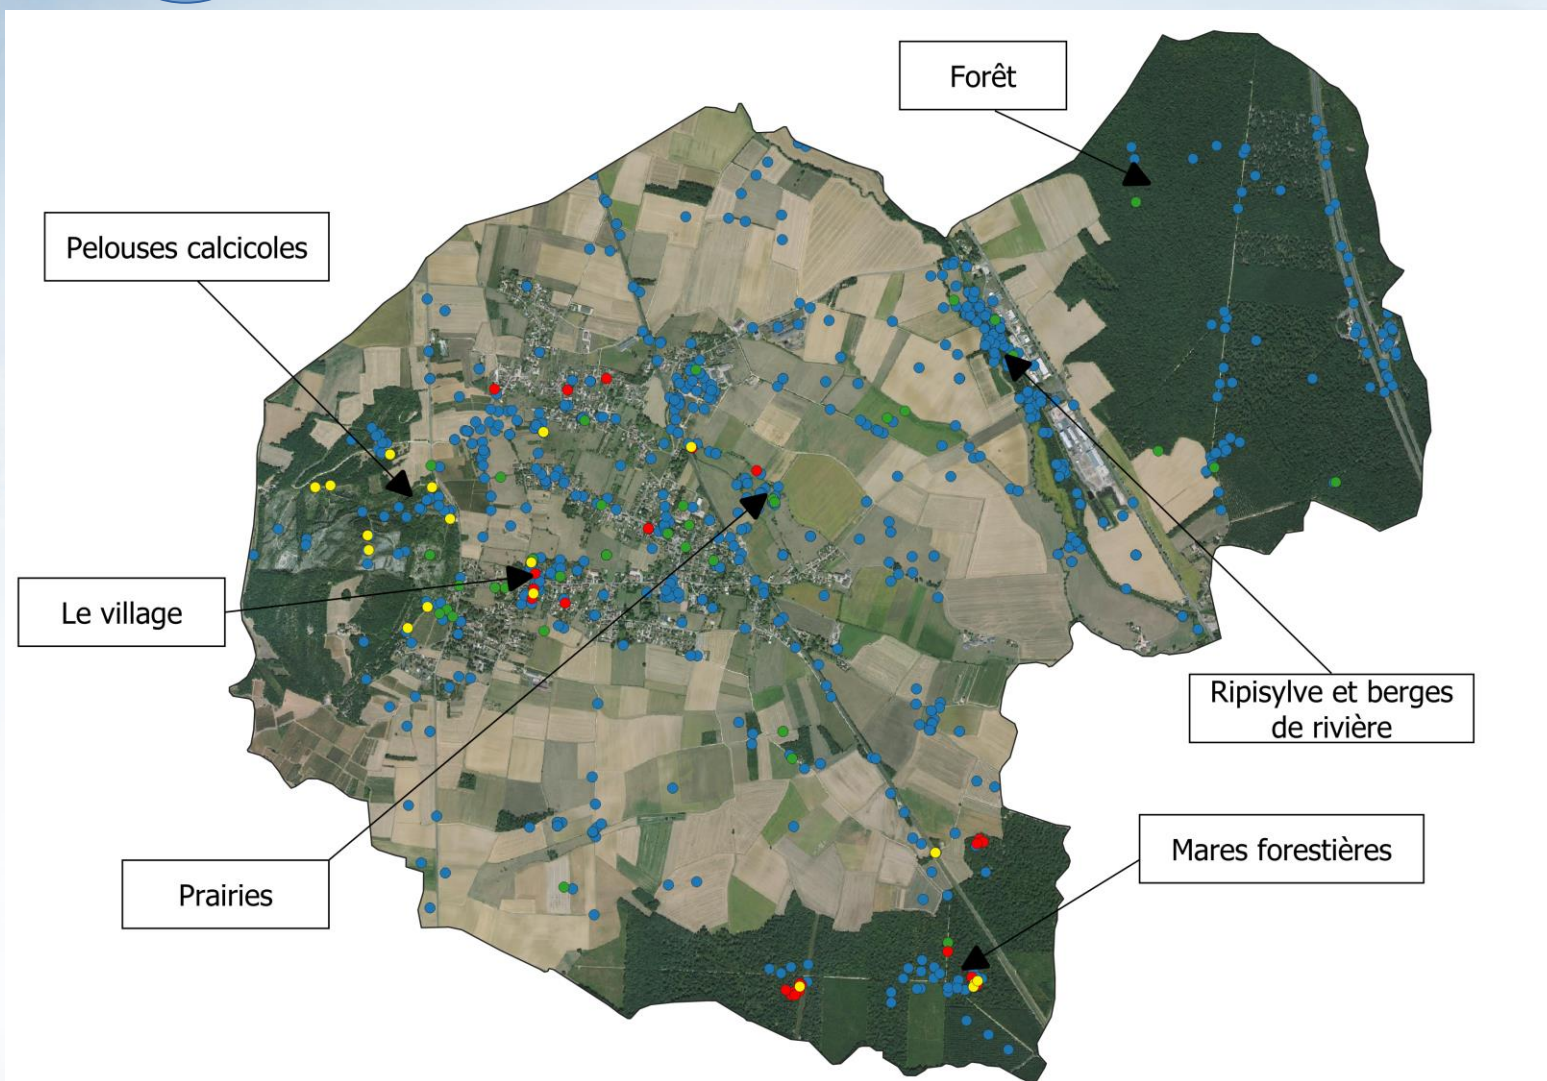 Forêt
Pelouses calcicoles
Le village
Ripisylve et berges
de rivière
Mares forestières
Prairies